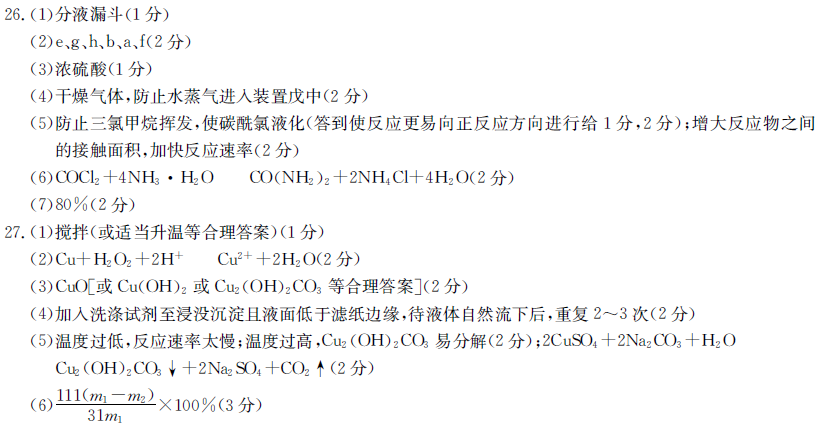 26.(1)分液漏斗(1分)
(2)e、g、h、b、a、f(2分)
(3)浓硫酸(1分)
(4)干燥气体,防止水蒸气进入装置戊中(2分)
(5)防止三氯甲烷挥发,使碳酰氯液化(答到使反应更易向正反应方向进行给1分,2分);增大反应物之间
的接触面积,加快反应速率(2分)
(6)COCl₂+4NH₃·H₂O  CO(NH₂)₂+2NH₄Cl+4H₂O(2分)
(7)80%(2分)
27.(1)搅拌(或适当升温等合理答案)(1分)
(2)Cu+H₂O₂+2H⁺  Cu²⁺+2H₂O(2分)
(3)CuO[或Cu(OH)₂或Cu₂(OH)₂CO₃等合理答案](2分)
(4)加入洗涤试剂至浸没沉淀且液面低于滤纸边缘,待液体自然流下后,重复2～3次(2分)
(5)温度过低,反应速率太慢;温度过高,Cu₂(OH)₂CO₃易分解(2分);2CuSO₄+2Na₂CO₃+H₂O
Cu₂(OH)₂CO₃↓+2Na₂SO₄+CO₂↑(2分)
(6)111(m₁-m₂)/31m₁×100%(3分)